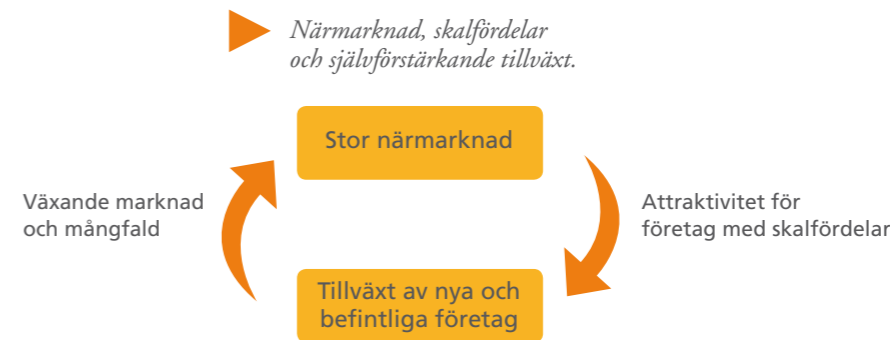 Närmarknad, skalfördelar
och självförstärkande tillväxt.
Stor närmarknad
Växande marknad
och mångfald
Attraktivitet för
företag med skalfördelar
Tillväxt av nya och
befintliga företag